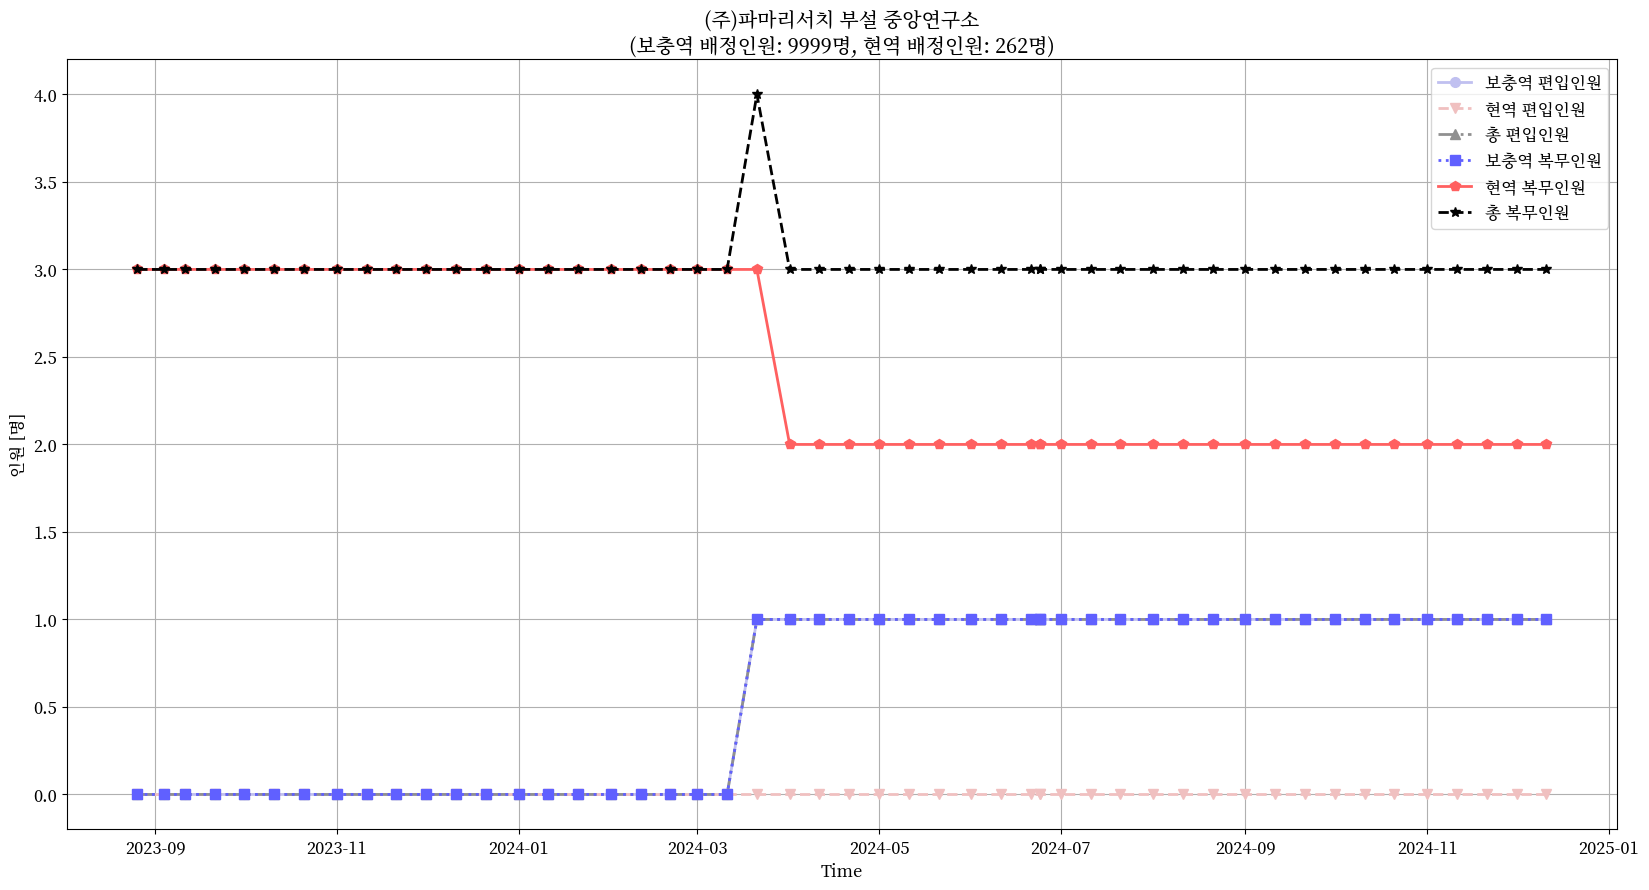 (주)파마리서치 부설 중앙연구소
(보충역 배정인원: 9999명, 현역 배정인원: 262명)
보충역 편입인원
현역 편입인원
총 편입인원
보충역 복무인원
현역 복무인원
총 복무인원
4.0
3.5
3.0
2.5
2.0
1.5
1.0
0.5
0.0
인원 [명]
2023-09 2023-11 2024-01 2024-03 2024-05 2024-07 2024-09 2024-11 2025-01
Time